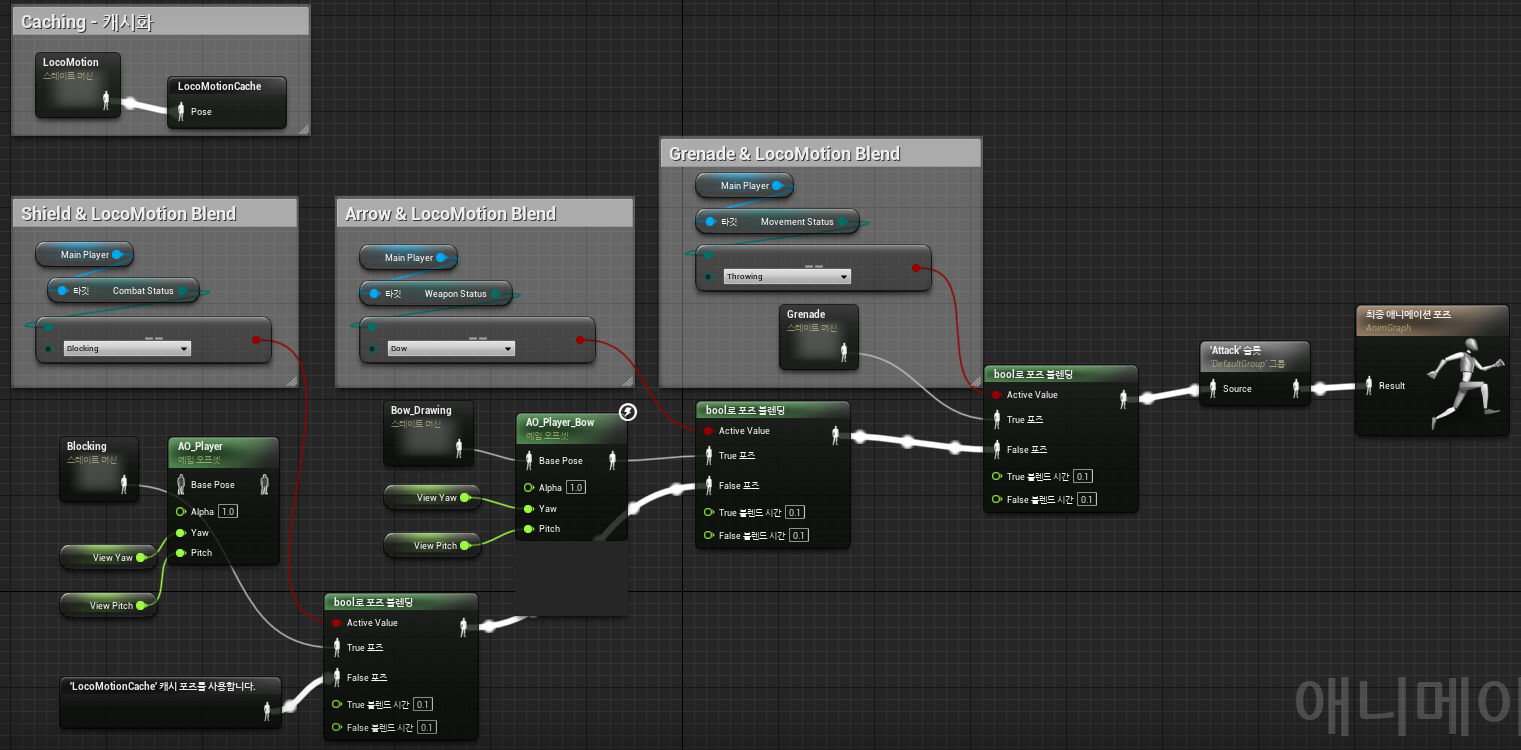 Caching - 캐시화
LocoMotion
스테이트 머신
LocoMotionCache
Pose
Shield & LocoMotion Blend
Main Player
타깃 Combat Status
==
Blocking
Arrow & LocoMotion Blend
Main Player
타깃 Weapon Status
==
Bow
Grenade & LocoMotion Blend
Main Player
타깃 Movement Status
==
Throwing
Grenade
스테이트 머신
Blocking
스테이트 머신
AO_Player
에임 오프셋
Base Pose
Alpha 1.0
Yaw
Pitch
View Yaw
View Pitch
'LocoMotionCache' 캐시 포즈를 사용합니다.
bool로 포즈 블렌딩
Active Value
True 포즈
False 포즈
True 블렌드 시간 0.1
False 블렌드 시간 0.1
Bow_Drawing
스테이트 머신
View Yaw
View Pitch
AO_Player_Bow
에임 오프셋
Base Pose
Alpha 1.0
Yaw
Pitch
bool로 포즈 블렌딩
Active Value
True 포즈
False 포즈
True 블렌드 시간 0.1
False 블렌드 시간 0.1
bool로 포즈 블렌딩
Active Value
True 포즈
False 포즈
True 블렌드 시간 0.1
False 블렌드 시간 0.1
'Attack' 슬롯
'DefaultGroup' 그룹
Source
최종 애니메이션 포즈
AnimGraph
Result
애니메이